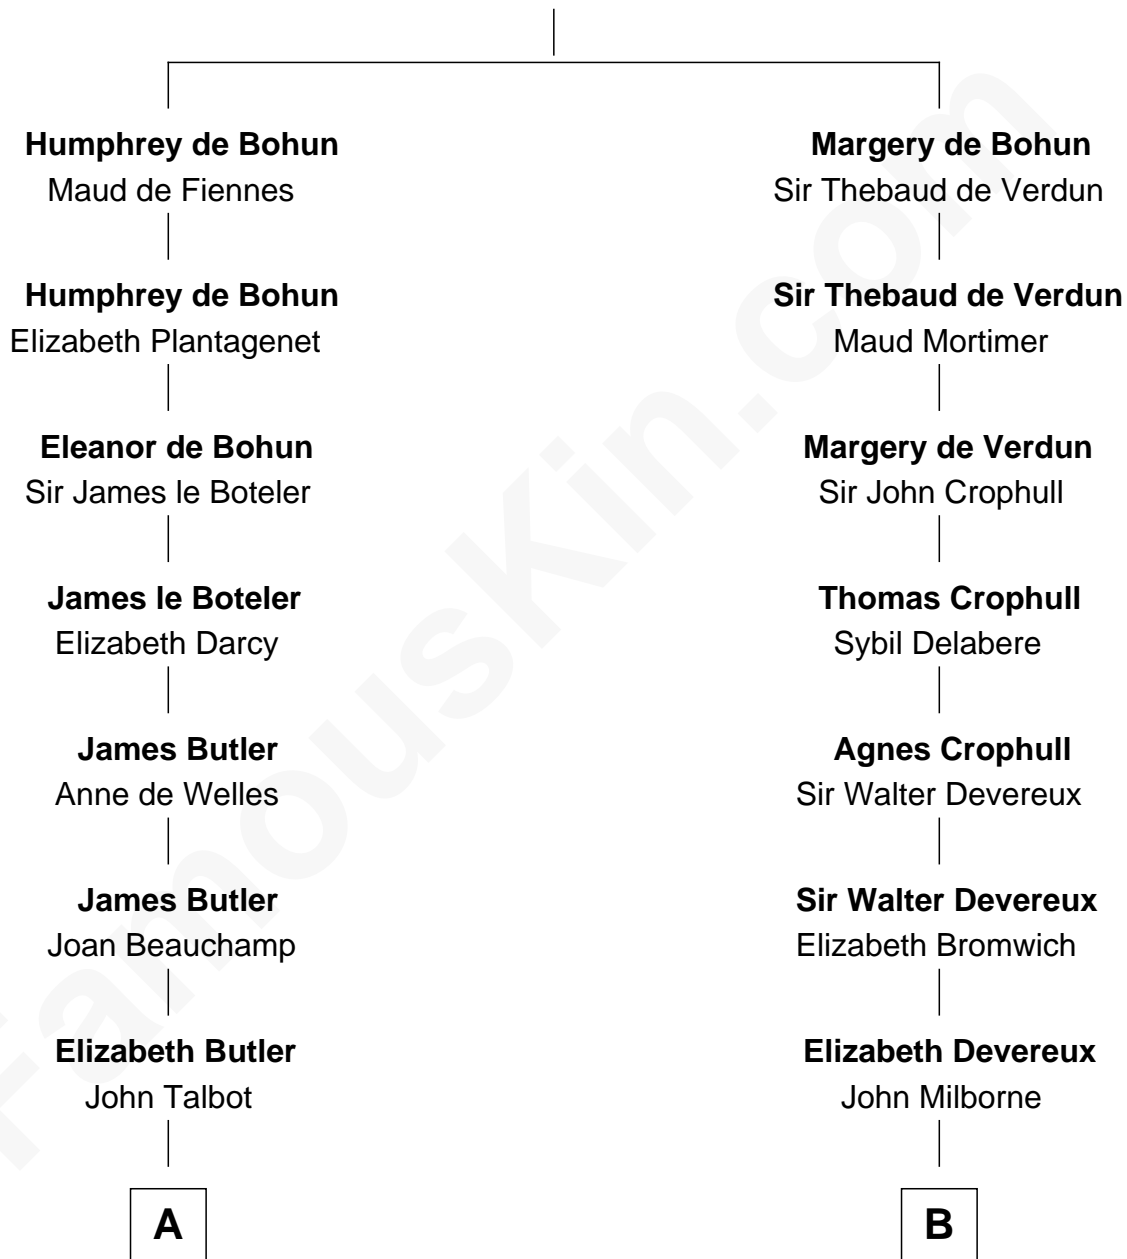 Humphrey de Bohun
Maud de Fiennes
Humphrey de Bohun
Elizabeth Plantagenet
Eleanor de Bohun
Sir James le Boteler
James le Boteler
Elizabeth Darcy
James Butler
Anne de Welles
James Butler
Joan Beauchamp
Elizabeth Butler
John Talbot
A
Margery de Bohun
Sir Thebaud de Verdun
Sir Thebaud de Verdun
Maud Mortimer
Margery de Verdun
Sir John Crophull
Thomas Crophull
Sybil Delabere
Agnes Crophull
Sir Walter Devereux
Sir Walter Devereux
Elizabeth Bromwich
Elizabeth Devereux
John Milborne
B
FamousKin.com